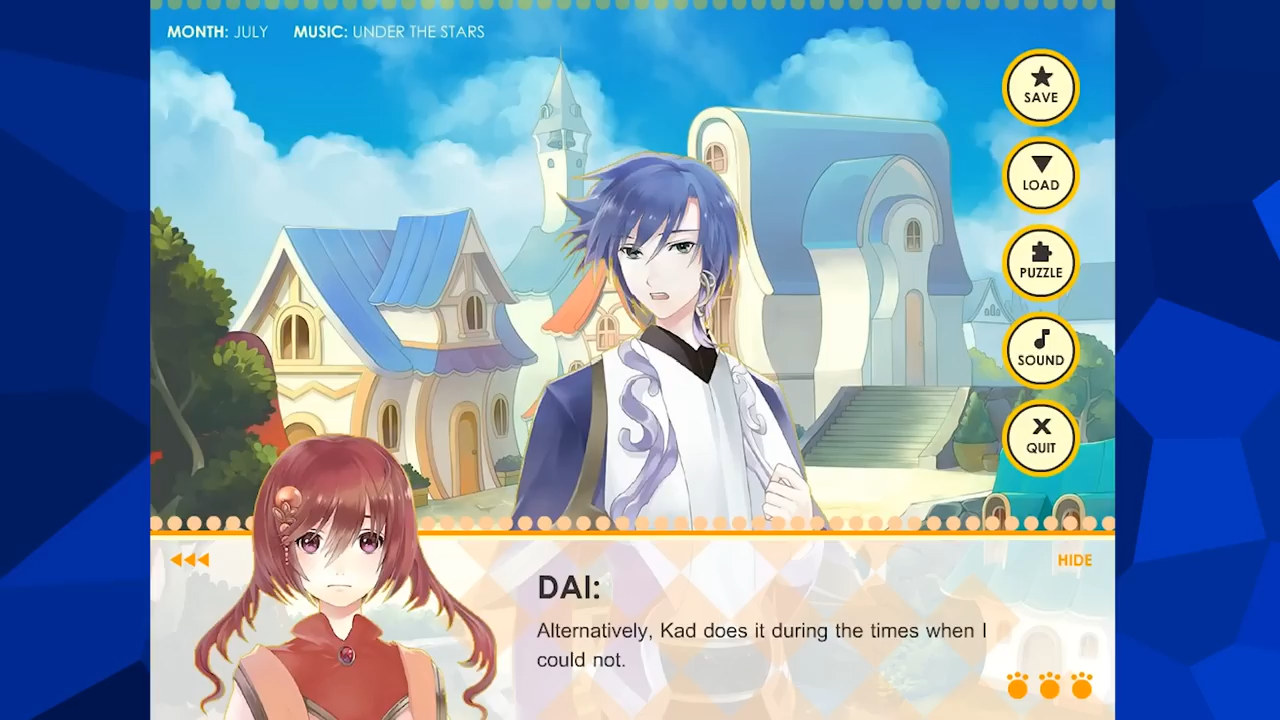 MONTH: JULY MUSIC: UNDER THE STARS
SAVE
LOAD
PUZZLE
SOUND
QUIT
HIDE
DAI:
Alternatively, Kad does it during the times when I
could not.